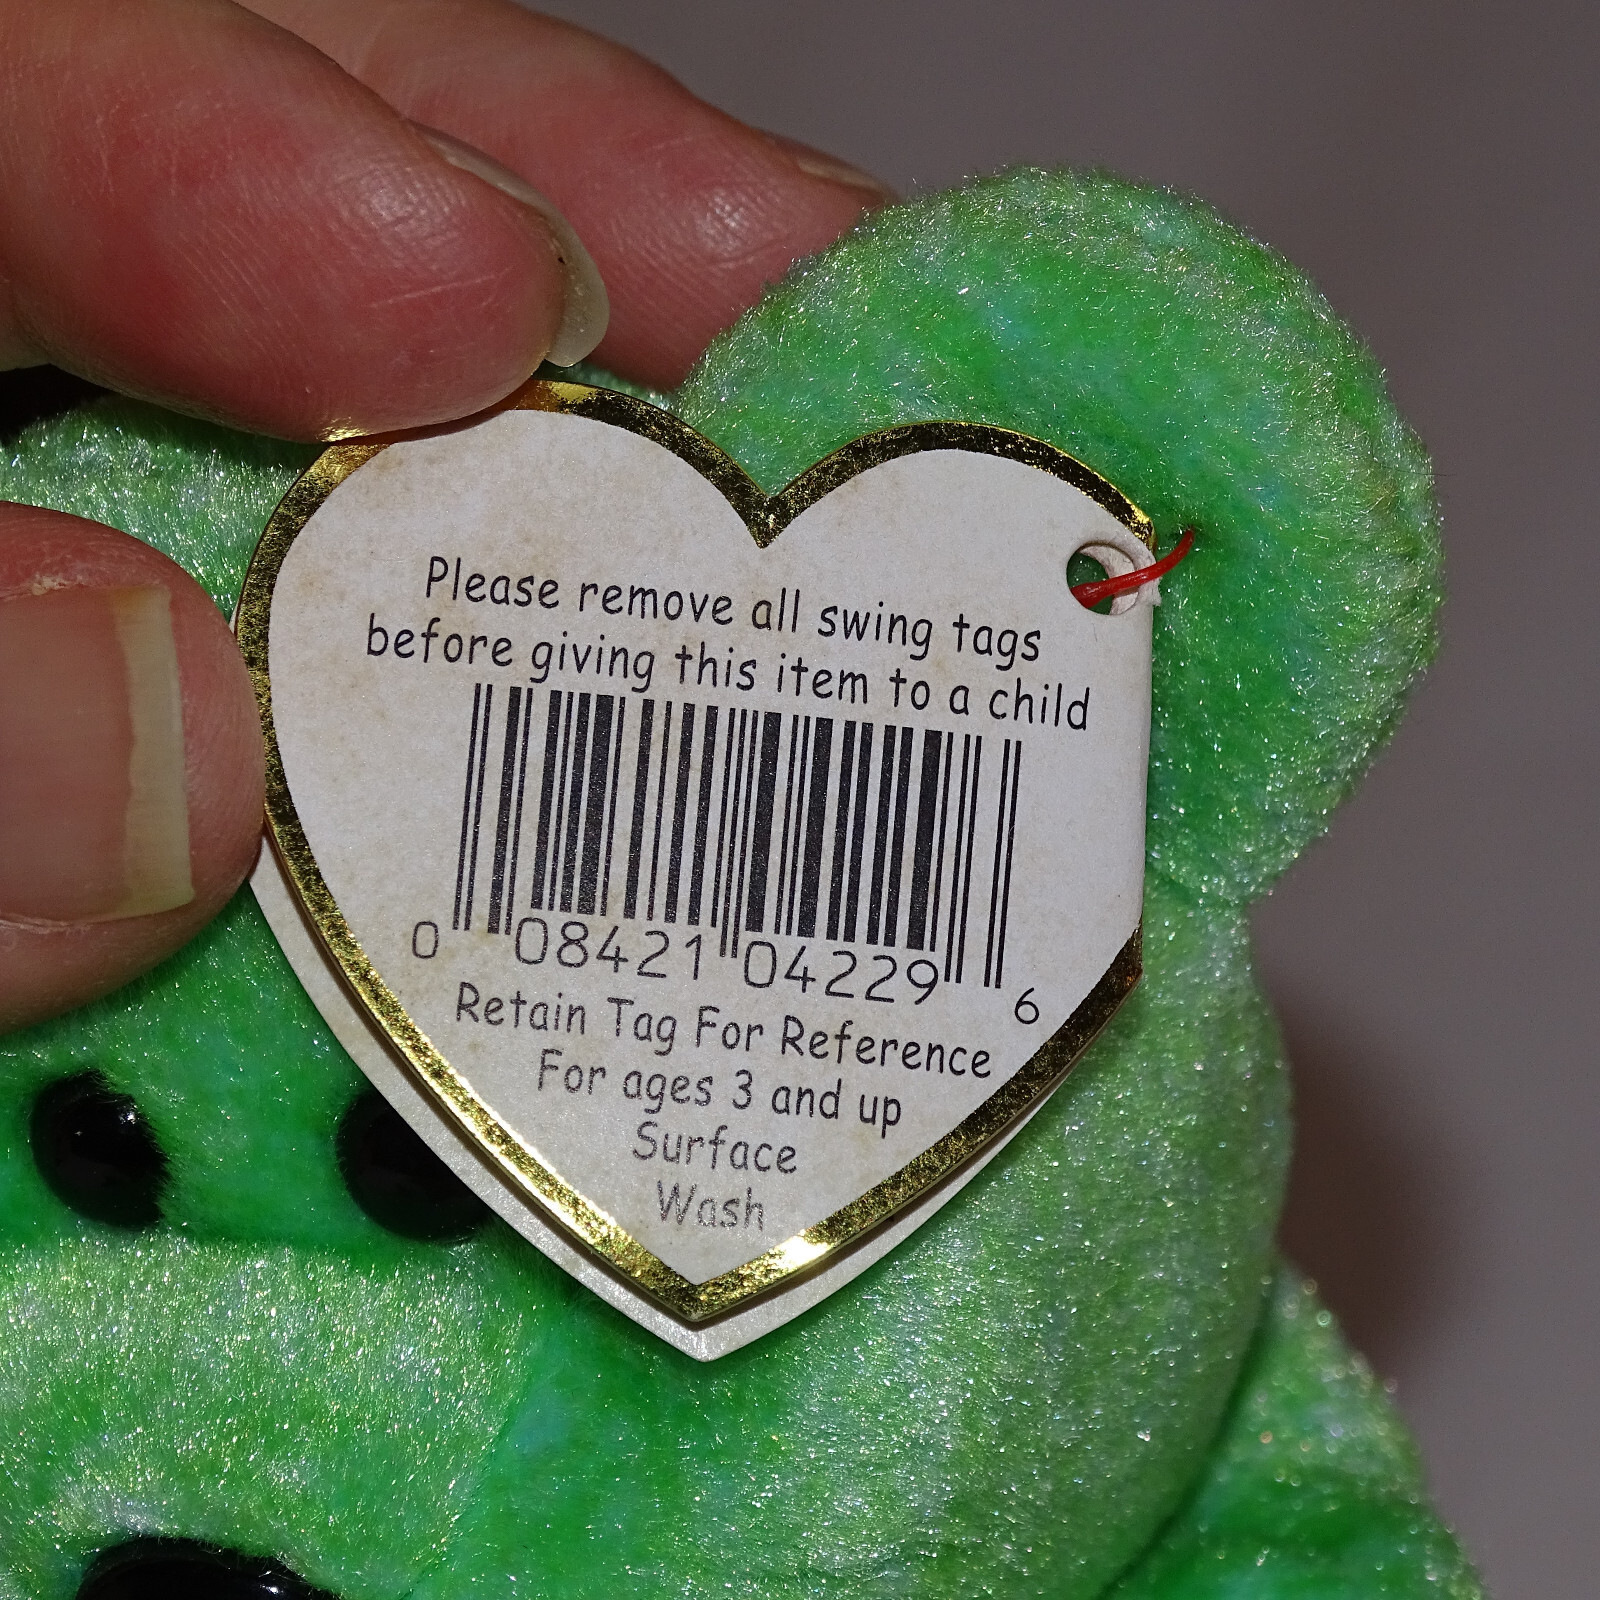 Please remove all swing tags
before giving this item to a child
0 08421 04229 6
Retain Tag For Reference
For ages 3 and up
Surface
Wash